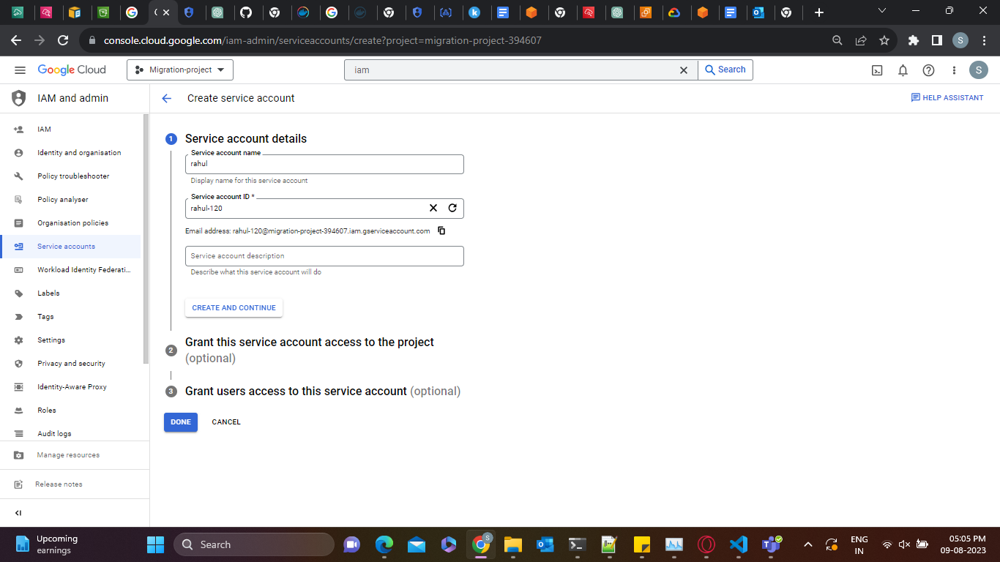 console.cloud.google.com/iam-admin/serviceaccounts/create?project=migration-project-394607
S
Google Cloud
Migration-project
iam
Search
S
IAM and admin
Create service account
HELP ASSISTANT
IAM
Identity and organisation
Policy troubleshooter
Policy analyser
Organisation policies
Service accounts
Workload Identity Federati...
Labels
Tags
Settings
Privacy and security
Identity-Aware Proxy
Roles
Audit logs
Manage resources
Release notes
1
Service account details
Service account name
rahul
Display name for this service account
Service account ID *
rahul-120
Email address: rahul-120@migration-project-394607.iam.gserviceaccount.com
Service account description
Describe what this service account will do
CREATE AND CONTINUE
2
Grant this service account access to the project
(optional)
3
Grant users access to this service account (optional)
DONE
CANCEL
Upcoming
earnings
Search
S
ENG
IN
05:05 PM
09-08-2023